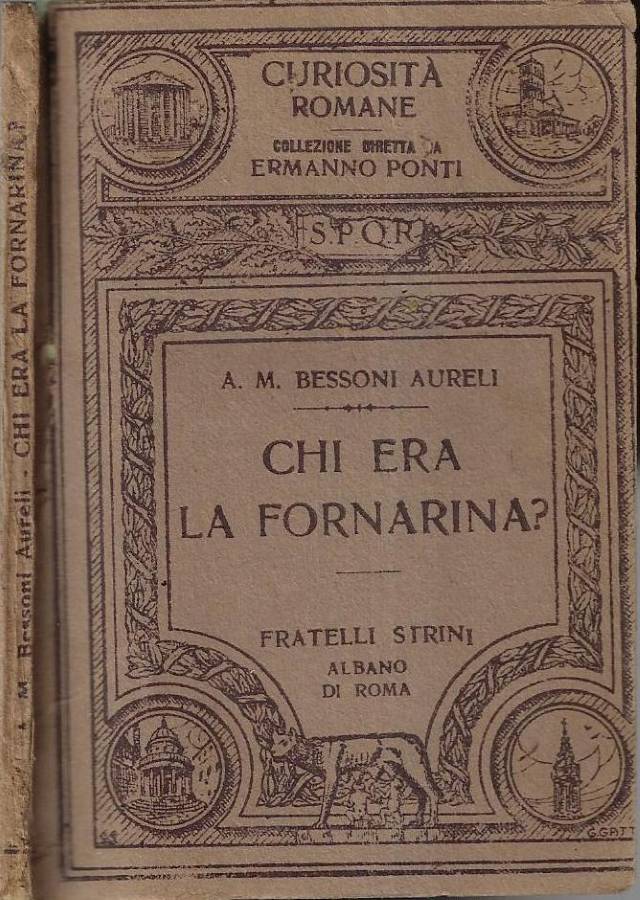 CURIOSITÀ
ROMANE
COLLEZIONE DIRETTA DA
ERMANNO PONTI
S.P.Q.R.
A. M. BESSONI AURELI
CHI ERA
LA FORNARINA?
FRATELLI STRINI
ALBANO
DI ROMA
A. M. Bessoni Aureli - CHI ERA LA FORNARINA?